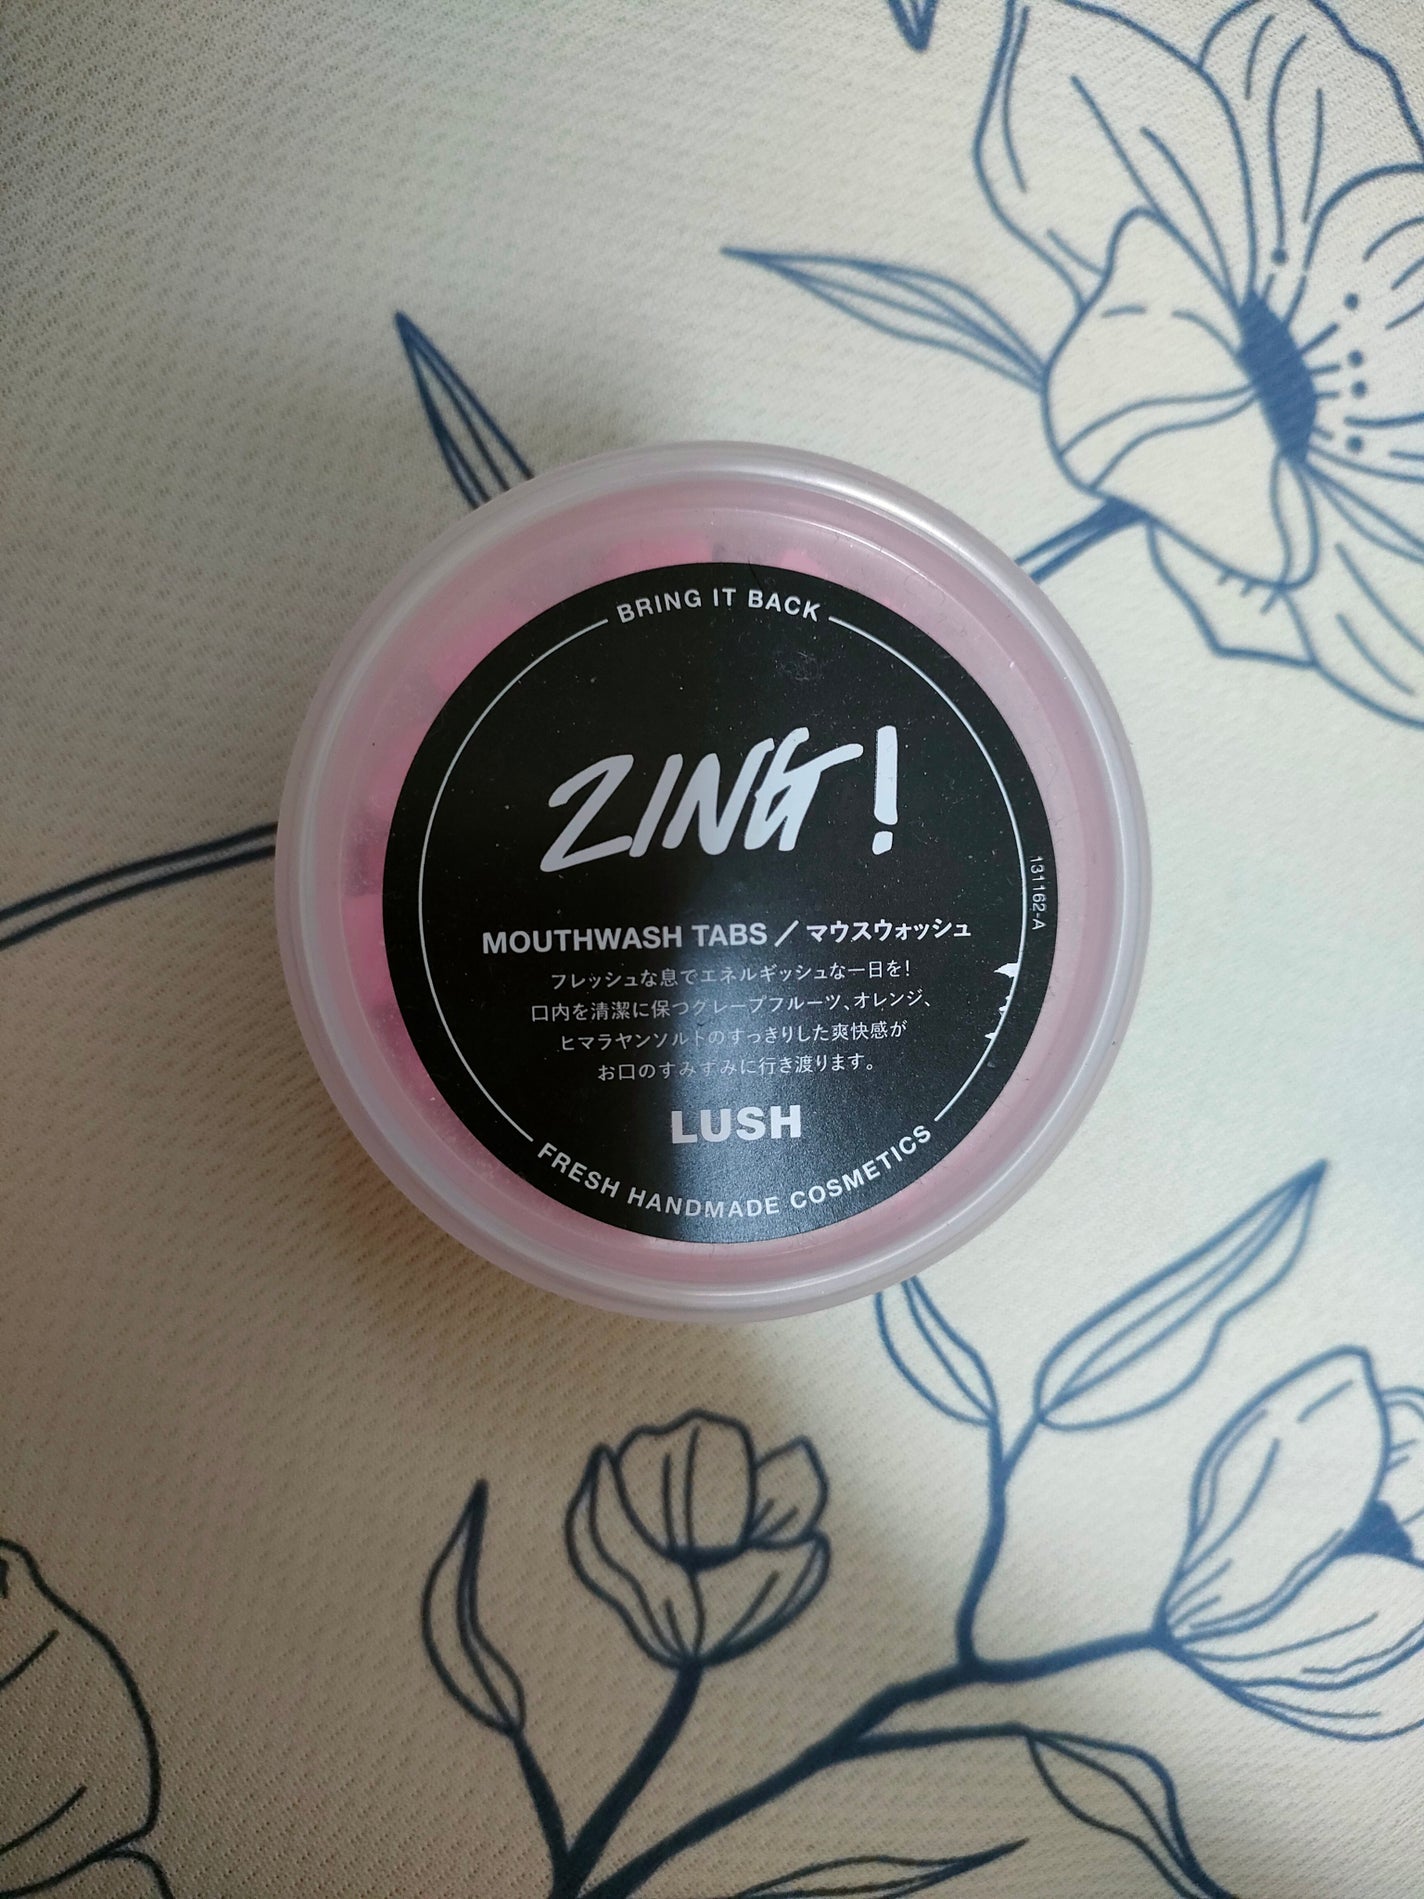 BRING IT BACK
ZING!
131162-A
MOUTHWASH TABS／マウスウォッシュ
フレッシュな息でエネルギッシュな一日を！
口内を清潔に保つグレープフルーツ、オレンジ、
ヒマラヤンソルトのすっきりした爽快感が
お口のすみずみに行き渡ります。
LUSH
FRESH HANDMADE COSMETICS